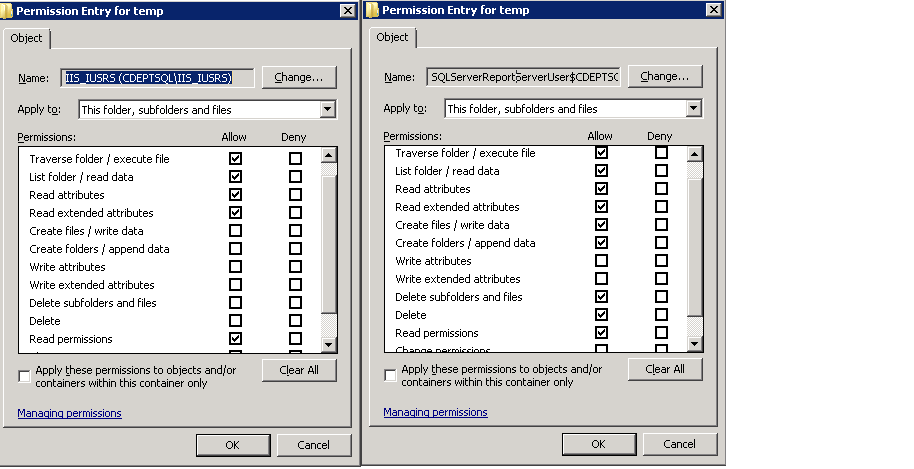 Permission Entry for temp
Object
Name: IIS_IUSRS (CDEPTSQL\IIS_IUSRS) Change...
Apply to: This folder, subfolders and files
Permissions: Allow Deny
Traverse folder / execute file
List folder / read data
Read attributes
Read extended attributes
Create files / write data
Create folders / append data
Write attributes
Write extended attributes
Delete subfolders and files
Delete
Read permissions
Apply these permissions to objects and/or
containers within this container only
Clear All
Managing permissions
OK Cancel
Permission Entry for temp
Object
Name: SQLServerReportServerUser$CDEPTSQ Change...
Apply to: This folder, subfolders and files
Permissions: Allow Deny
Traverse folder / execute file
List folder / read data
Read attributes
Read extended attributes
Create files / write data
Create folders / append data
Write attributes
Write extended attributes
Delete subfolders and files
Delete
Read permissions
Change permissions
Apply these permissions to objects and/or
containers within this container only
Clear All
Managing permissions
OK Cancel